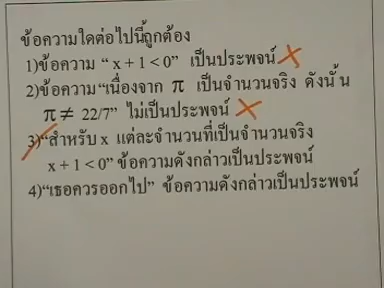 ข้อความใดต่อไปนี้ถูกต้อง
1)ข้อความ “ x + 1 < 0” เป็นประพจน์
2)ข้อความ“เนื่องจาก π เป็นจำนวนจริง ดังนั้น
π ≠ 22/7” ไม่เป็นประพจน์
3)“สำหรับ x แต่ละจำนวนที่เป็นจำนวนจริง
x + 1 < 0” ข้อความดังกล่าวเป็นประพจน์
4)“เธอควรออกไป” ข้อความดังกล่าวเป็นประพจน์